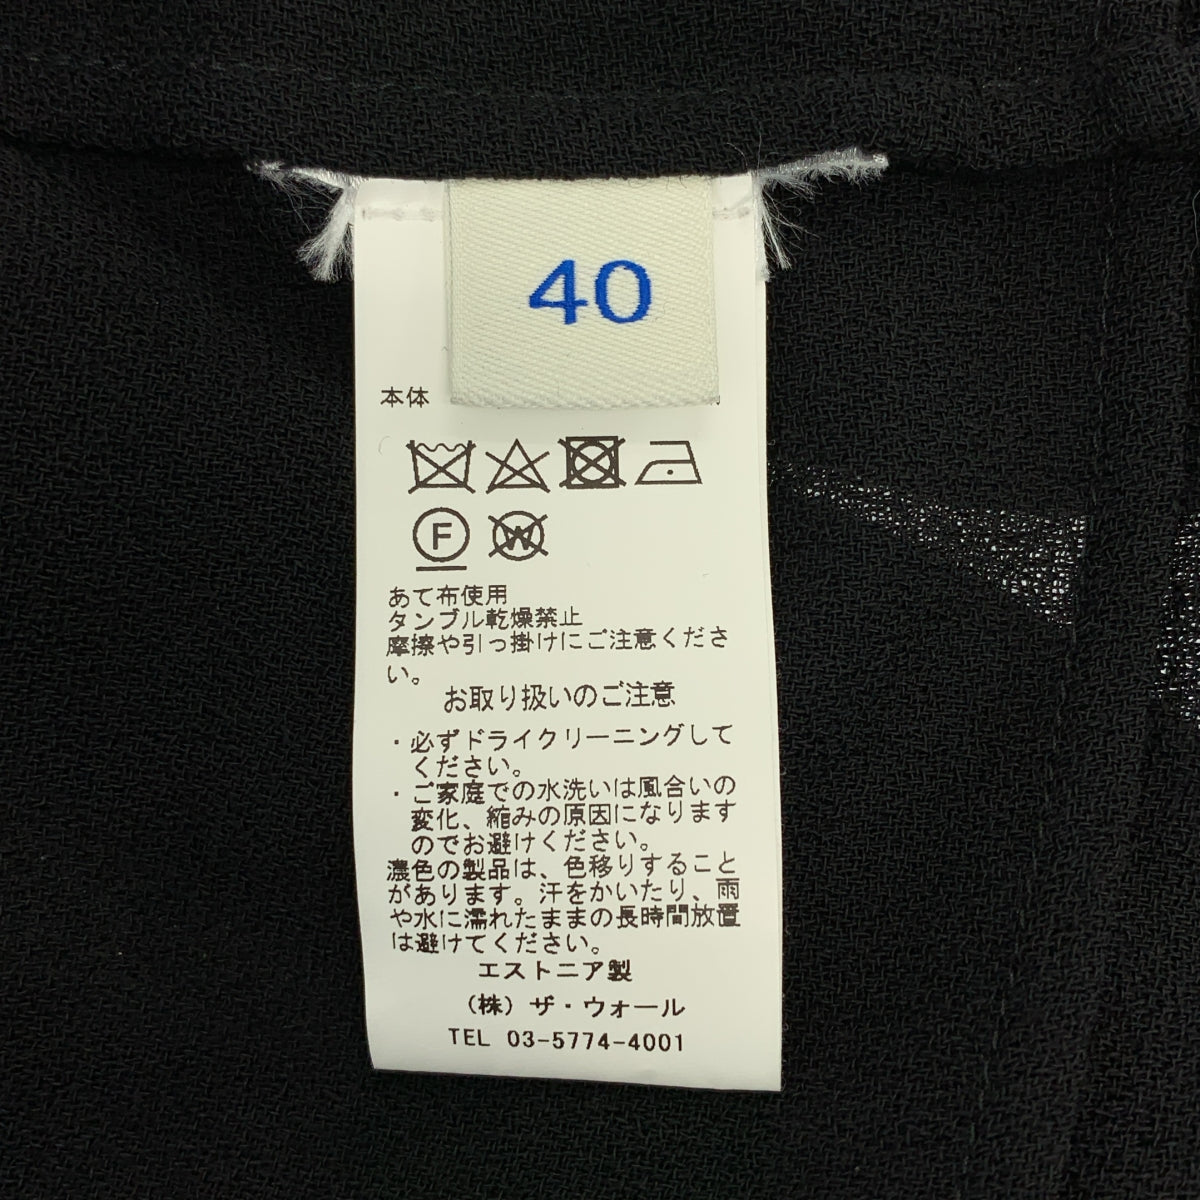 40
本体
F
W
あて布使用
タンブル乾燥禁止
摩擦や引っ掛けにご注意くださ
い。
お取り扱いのご注意
・必ずドライクリーニングして
ください。
・ご家庭での水洗いは風合いの
変化、縮みの原因になります
のでお避けください。
濃色の製品は、色移りすること
があります。汗をかいたり、雨
や水に濡れたままの長時間放置
は避けてください。
エストニア製
（株）ザ・ウォール
TEL 03-5774-4001